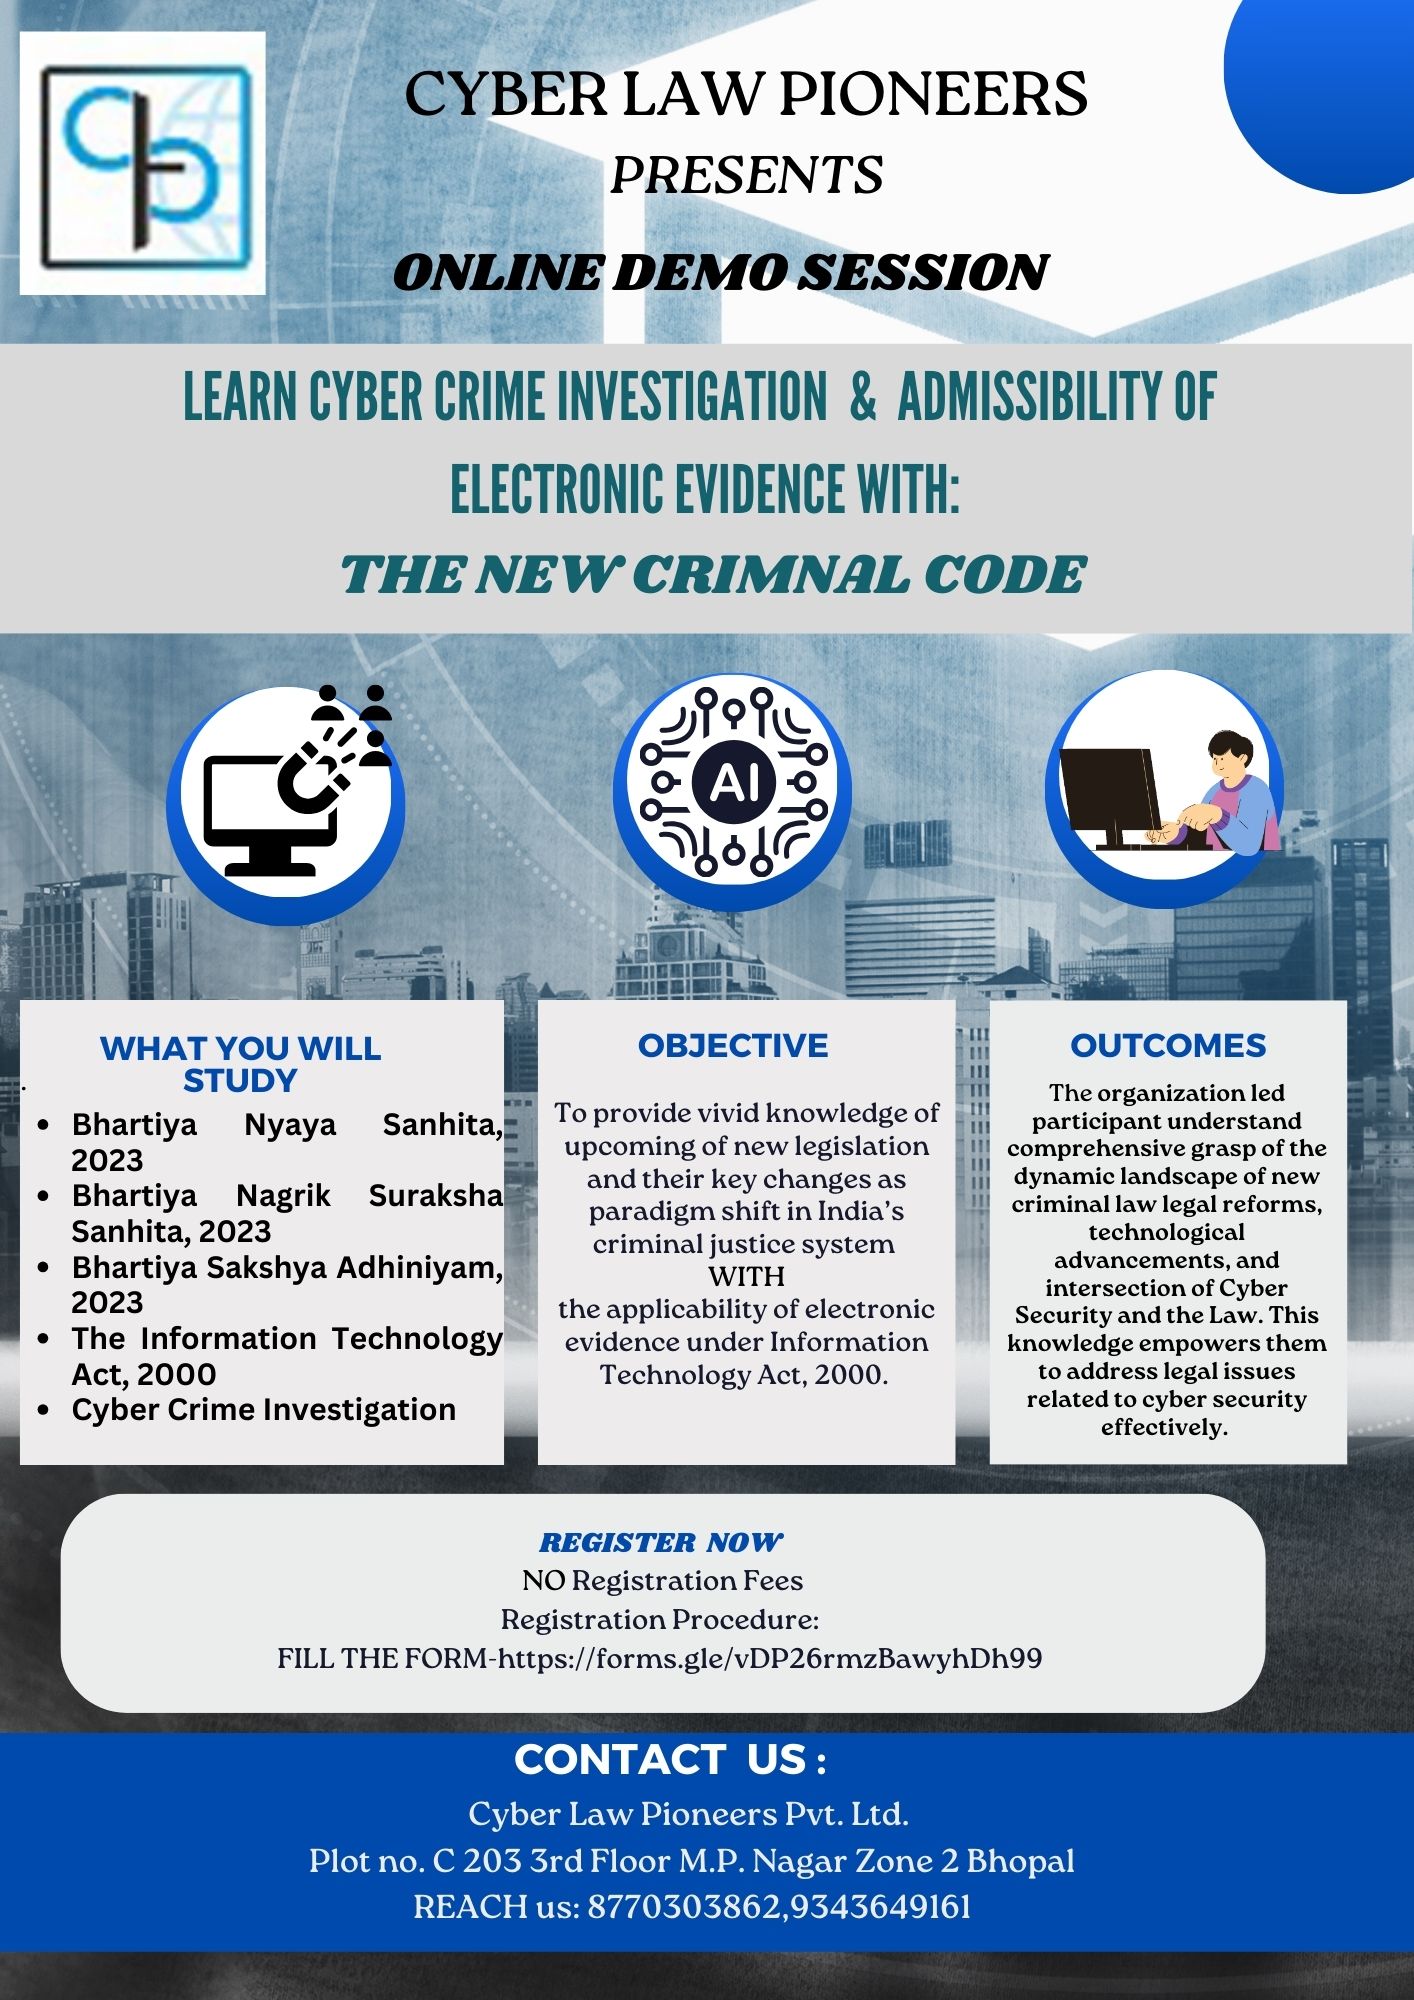 CYBER LAW PIONEERS
PRESENTS
ONLINE DEMO SESSION
LEARN CYBER CRIME INVESTIGATION & ADMISSIBILITY OF
ELECTRONIC EVIDENCE WITH:
THE NEW CRIMNAL CODE
AI
WHAT YOU WILL
STUDY
.
• Bhartiya Nyaya Sanhita,
2023
• Bhartiya Nagrik Suraksha
Sanhita, 2023
• Bhartiya Sakshya Adhiniyam,
2023
• The Information Technology
Act, 2000
• Cyber Crime Investigation
OBJECTIVE
To provide vivid knowledge of
upcoming of new legislation
and their key changes as
paradigm shift in India’s
criminal justice system
WITH
the applicability of electronic
evidence under Information
Technology Act, 2000.
OUTCOMES
The organization led
participant understand
comprehensive grasp of the
dynamic landscape of new
criminal law legal reforms,
technological
advancements, and
intersection of Cyber
Security and the Law. This
knowledge empowers them
to address legal issues
related to cyber security
effectively.
REGISTER NOW
NO Registration Fees
Registration Procedure:
FILL THE FORM-https://forms.gle/vDP26rmzBawyhDh99
CONTACT US :
Cyber Law Pioneers Pvt. Ltd.
Plot no. C 203 3rd Floor M.P. Nagar Zone 2 Bhopal
REACH us: 8770303862,9343649161